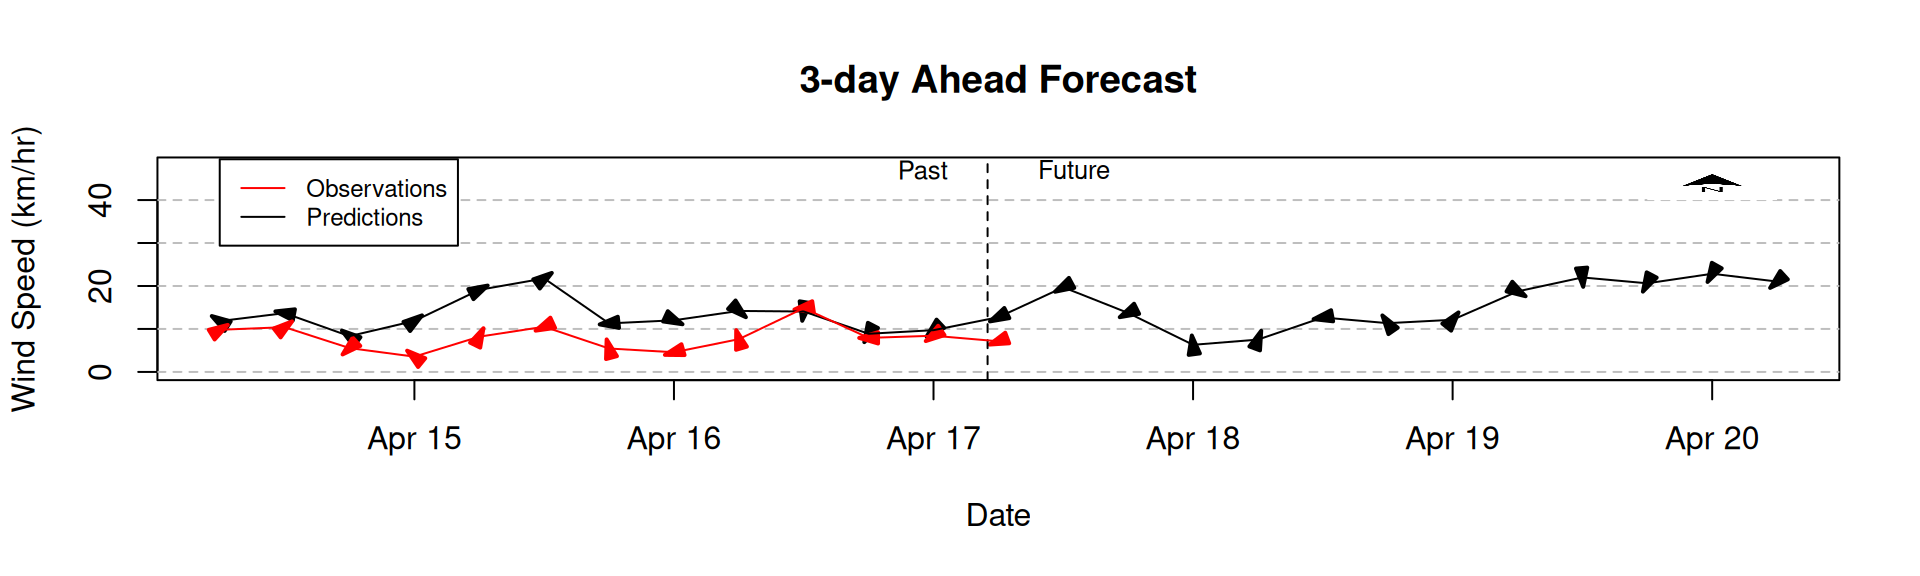 3-day Ahead Forecast
Wind Speed (km/hr)
Past
Future
Observations
Predictions
N
40
20
0
Apr 15
Apr 16
Apr 17
Apr 18
Apr 19
Apr 20
Date